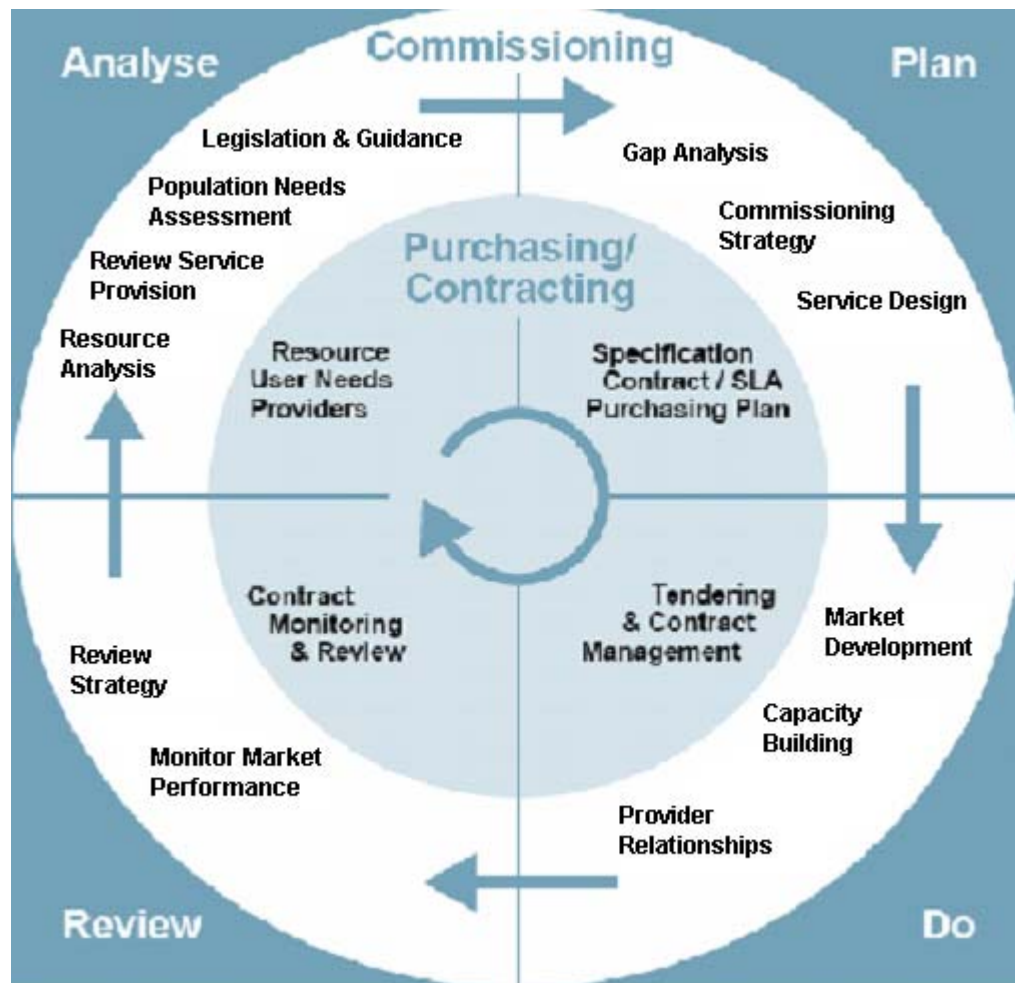 Analyse
Commissioning
Plan
Legislation & Guidance
Population Needs
Assessment
Review Service
Provision
Resource
Analysis
Gap Analysis
Commissioning
Strategy
Service Design
Purchasing/
Contracting
Resource
User Needs
Providers
Specification
Contract / SLA
Purchasing Plan
Contract
Monitoring
& Review
Tendering
& Contract
Management
Market
Development
Capacity
Building
Provider
Relationships
Review
Strategy
Monitor Market
Performance
Review
Do